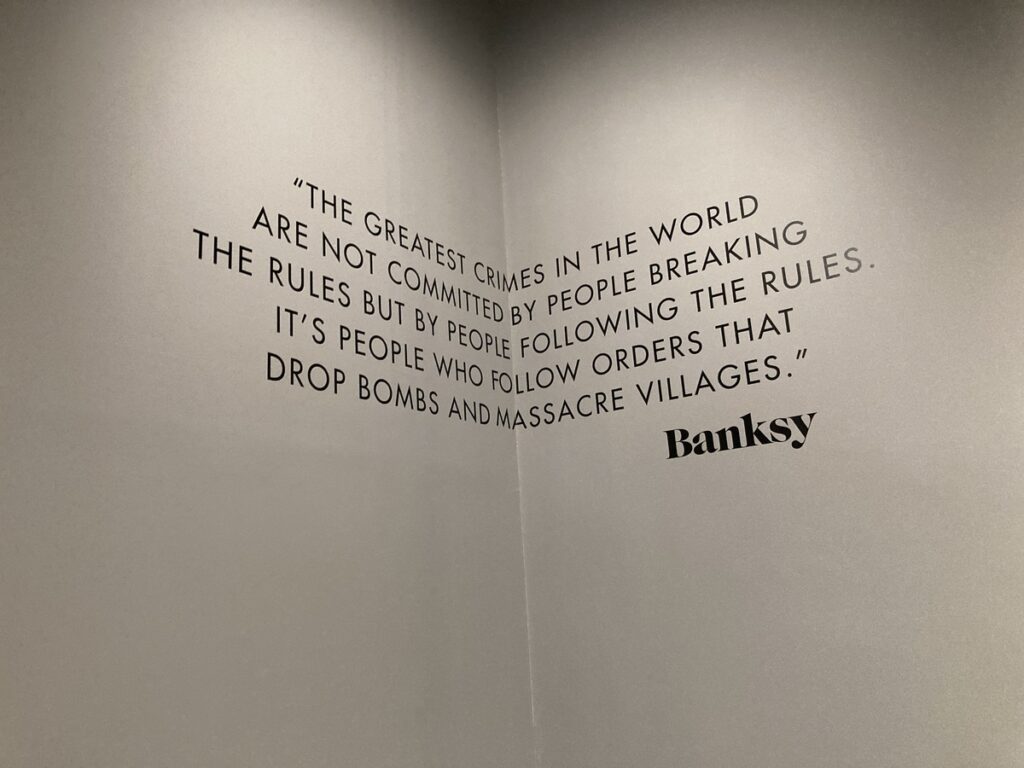 “THE GREATEST CRIMES IN THE WORLD
ARE NOT COMMITTED BY PEOPLE BREAKING
THE RULES BUT BY PEOPLE FOLLOWING THE RULES.
IT’S PEOPLE WHO FOLLOW ORDERS THAT
DROP BOMBS AND MASSACRE VILLAGES.”
Banksy